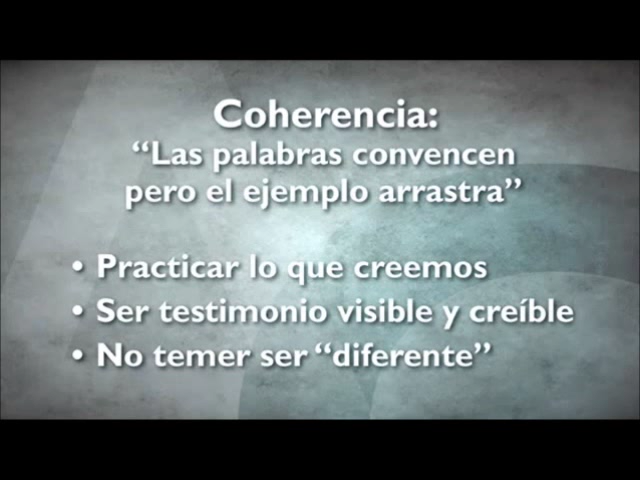 Coherencia:
“Las palabras convencen
pero el ejemplo arrastra”
• Practicar lo que creemos
• Ser testimonio visible y creíble
• No temer ser “diferente”